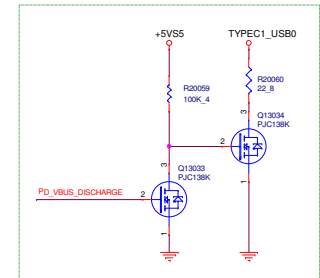 +5VS5
TYPEC1_USB0
R20059
100K_4
R20060
22_8
3
Q13034
PJC138K
2
1
Q13033
PJC138K
3
PD_VBUS_DISCHARGE
2
1